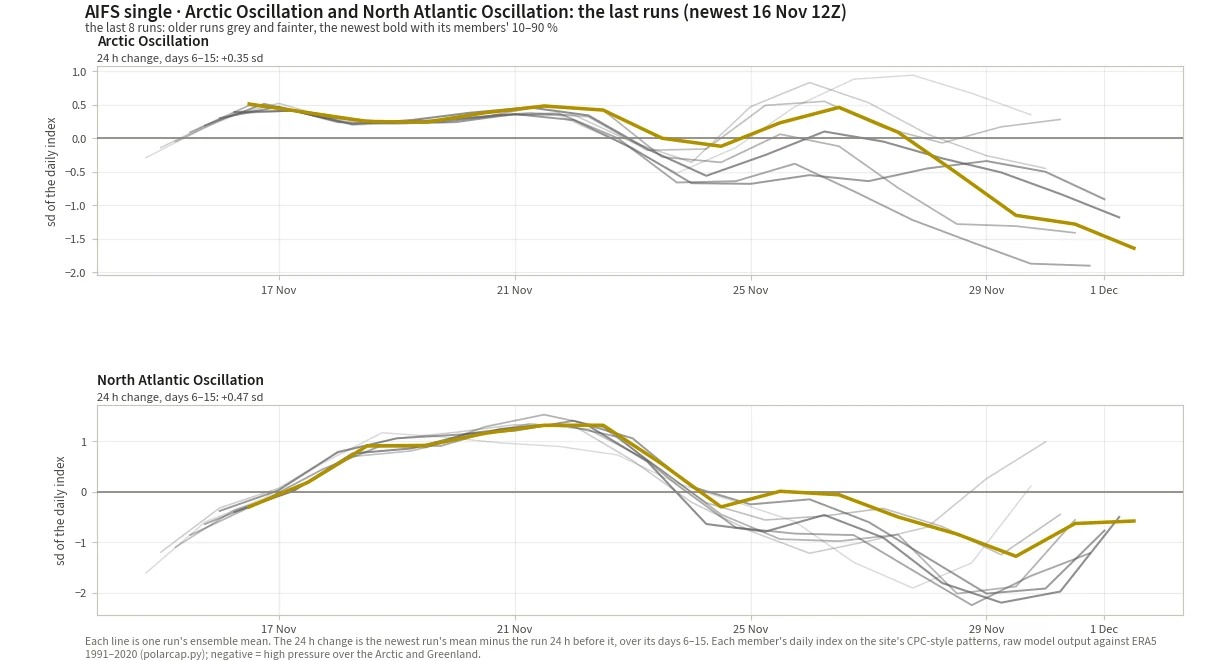 AIFS single · Arctic Oscillation and North Atlantic Oscillation: the last runs (newest 16 Nov 12Z)
the last 8 runs: older runs grey and fainter, the newest bold with its members' 10–90 %
Arctic Oscillation
24 h change, days 6–15: +0.35 sd
sd of the daily index
1.0
0.5
0.0
−0.5
−1.0
−1.5
−2.0
17 Nov
21 Nov
25 Nov
29 Nov
1 Dec
North Atlantic Oscillation
24 h change, days 6–15: +0.47 sd
sd of the daily index
1
0
−1
−2
17 Nov
21 Nov
25 Nov
29 Nov
1 Dec
Each line is one run's ensemble mean. The 24 h change is the newest run's mean minus the run 24 h before it, over its days 6–15. Each member's daily index on the site's CPC-style patterns, raw model output against ERA5
1991–2020 (polarcap.py); negative = high pressure over the Arctic and Greenland.